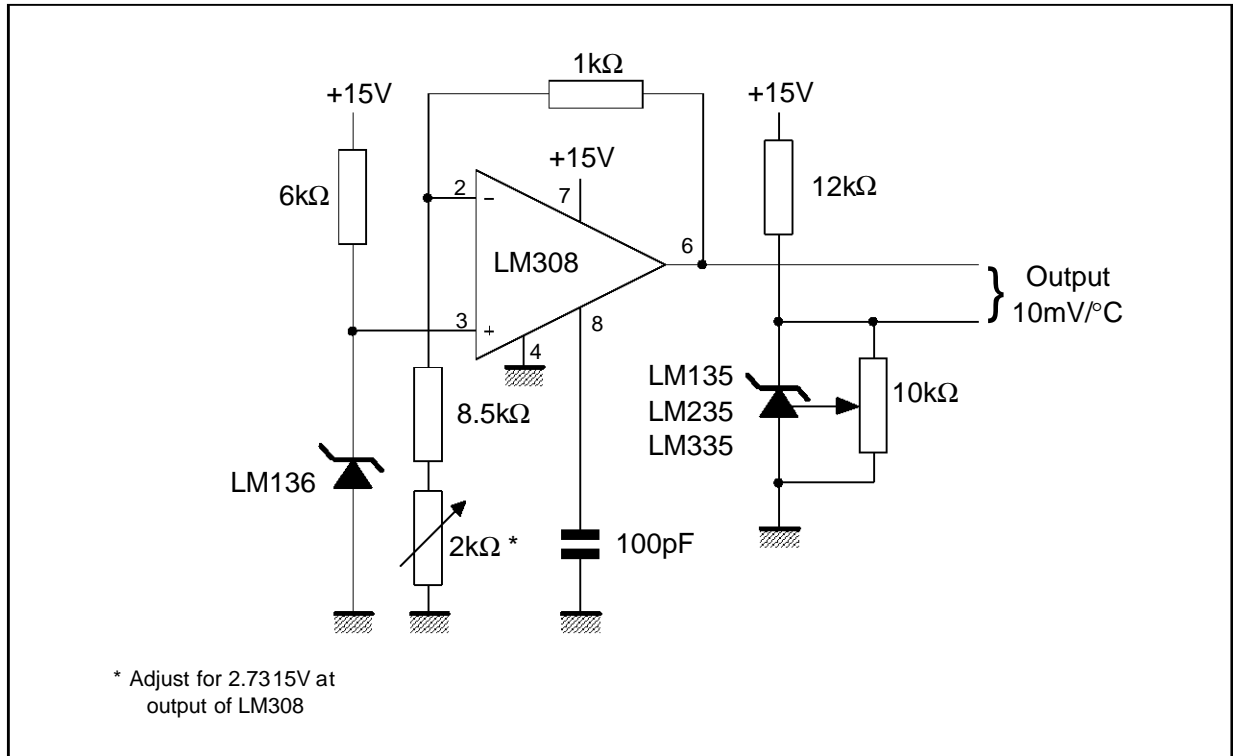 1kΩ
+15V
+15V
+15V
6kΩ
2
−
7
12kΩ
LM308
6
Output
10mV/°C
}
3
+
8
4
LM135
LM235
LM335
10kΩ
8.5kΩ
LM136
2kΩ *
100pF
* Adjust for 2.7315V at
output of LM308